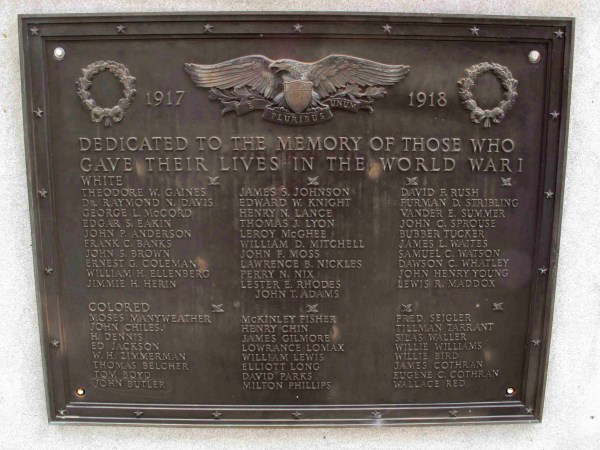 E PLURIBUS UNUM
1917 1918
DEDICATED TO THE MEMORY OF THOSE WHO
GAVE THEIR LIVES IN THE WORLD WAR I
WHITE
THEODORE W. GAINES
DR. RAYMOND N. DAVIS
GEORGE L. McCORD
EDGAR S. EAKIN
JOHN P. ANDERSON
FRANK C. BANKS
JOHN S. BROWN
ERNEST G. COLEMAN
WILLIAM H. ELLENBERG
JIMMIE H. HERIN
JAMES S. JOHNSON
EDWARD W. KNIGHT
HENRY N. LANCE
THOMAS J. LYON
LEROY McGHEE
WILLIAM D. MITCHELL
JOHN F. MOSS
LAWRENCE B. NICKLES
PERRY N. NIX
LESTER E. RHODES
JOHN T. ADAMS
DAVID F. RUSH
FURMAN D. STRIBLING
VANDER E. SUMMER
JOHN C. SPROUSE
BUBBER TUCKER
JAMES L. WAITES
SAMUEL C. WATSON
DAWSON C. WHATLEY
JOHN HENRY YOUNG
LEWIS R. MADDOX
COLORED
MOSES MANYWEATHER
JOHN CHILES
H. DENNIS
ED JACKSON
W. H. ZIMMERMAN
THOMAS BELCHER
TOM BOYD
JOHN BUTLER
McKINLEY FISHER
HENRY CHIN
JAMES GILMORE
LOWRANCE LOMAX
WILLIAM LEWIS
ELLIOTT LONG
DAVID PARKS
MILTON PHILLIPS
FRED SEIGLER
TILLMAN TARRANT
SILAS WALLER
WILLIE WILLIAMS
WILLIE BIRD
JAMES COTHRAN
EUGENE C. COTHRAN
WALLACE RED